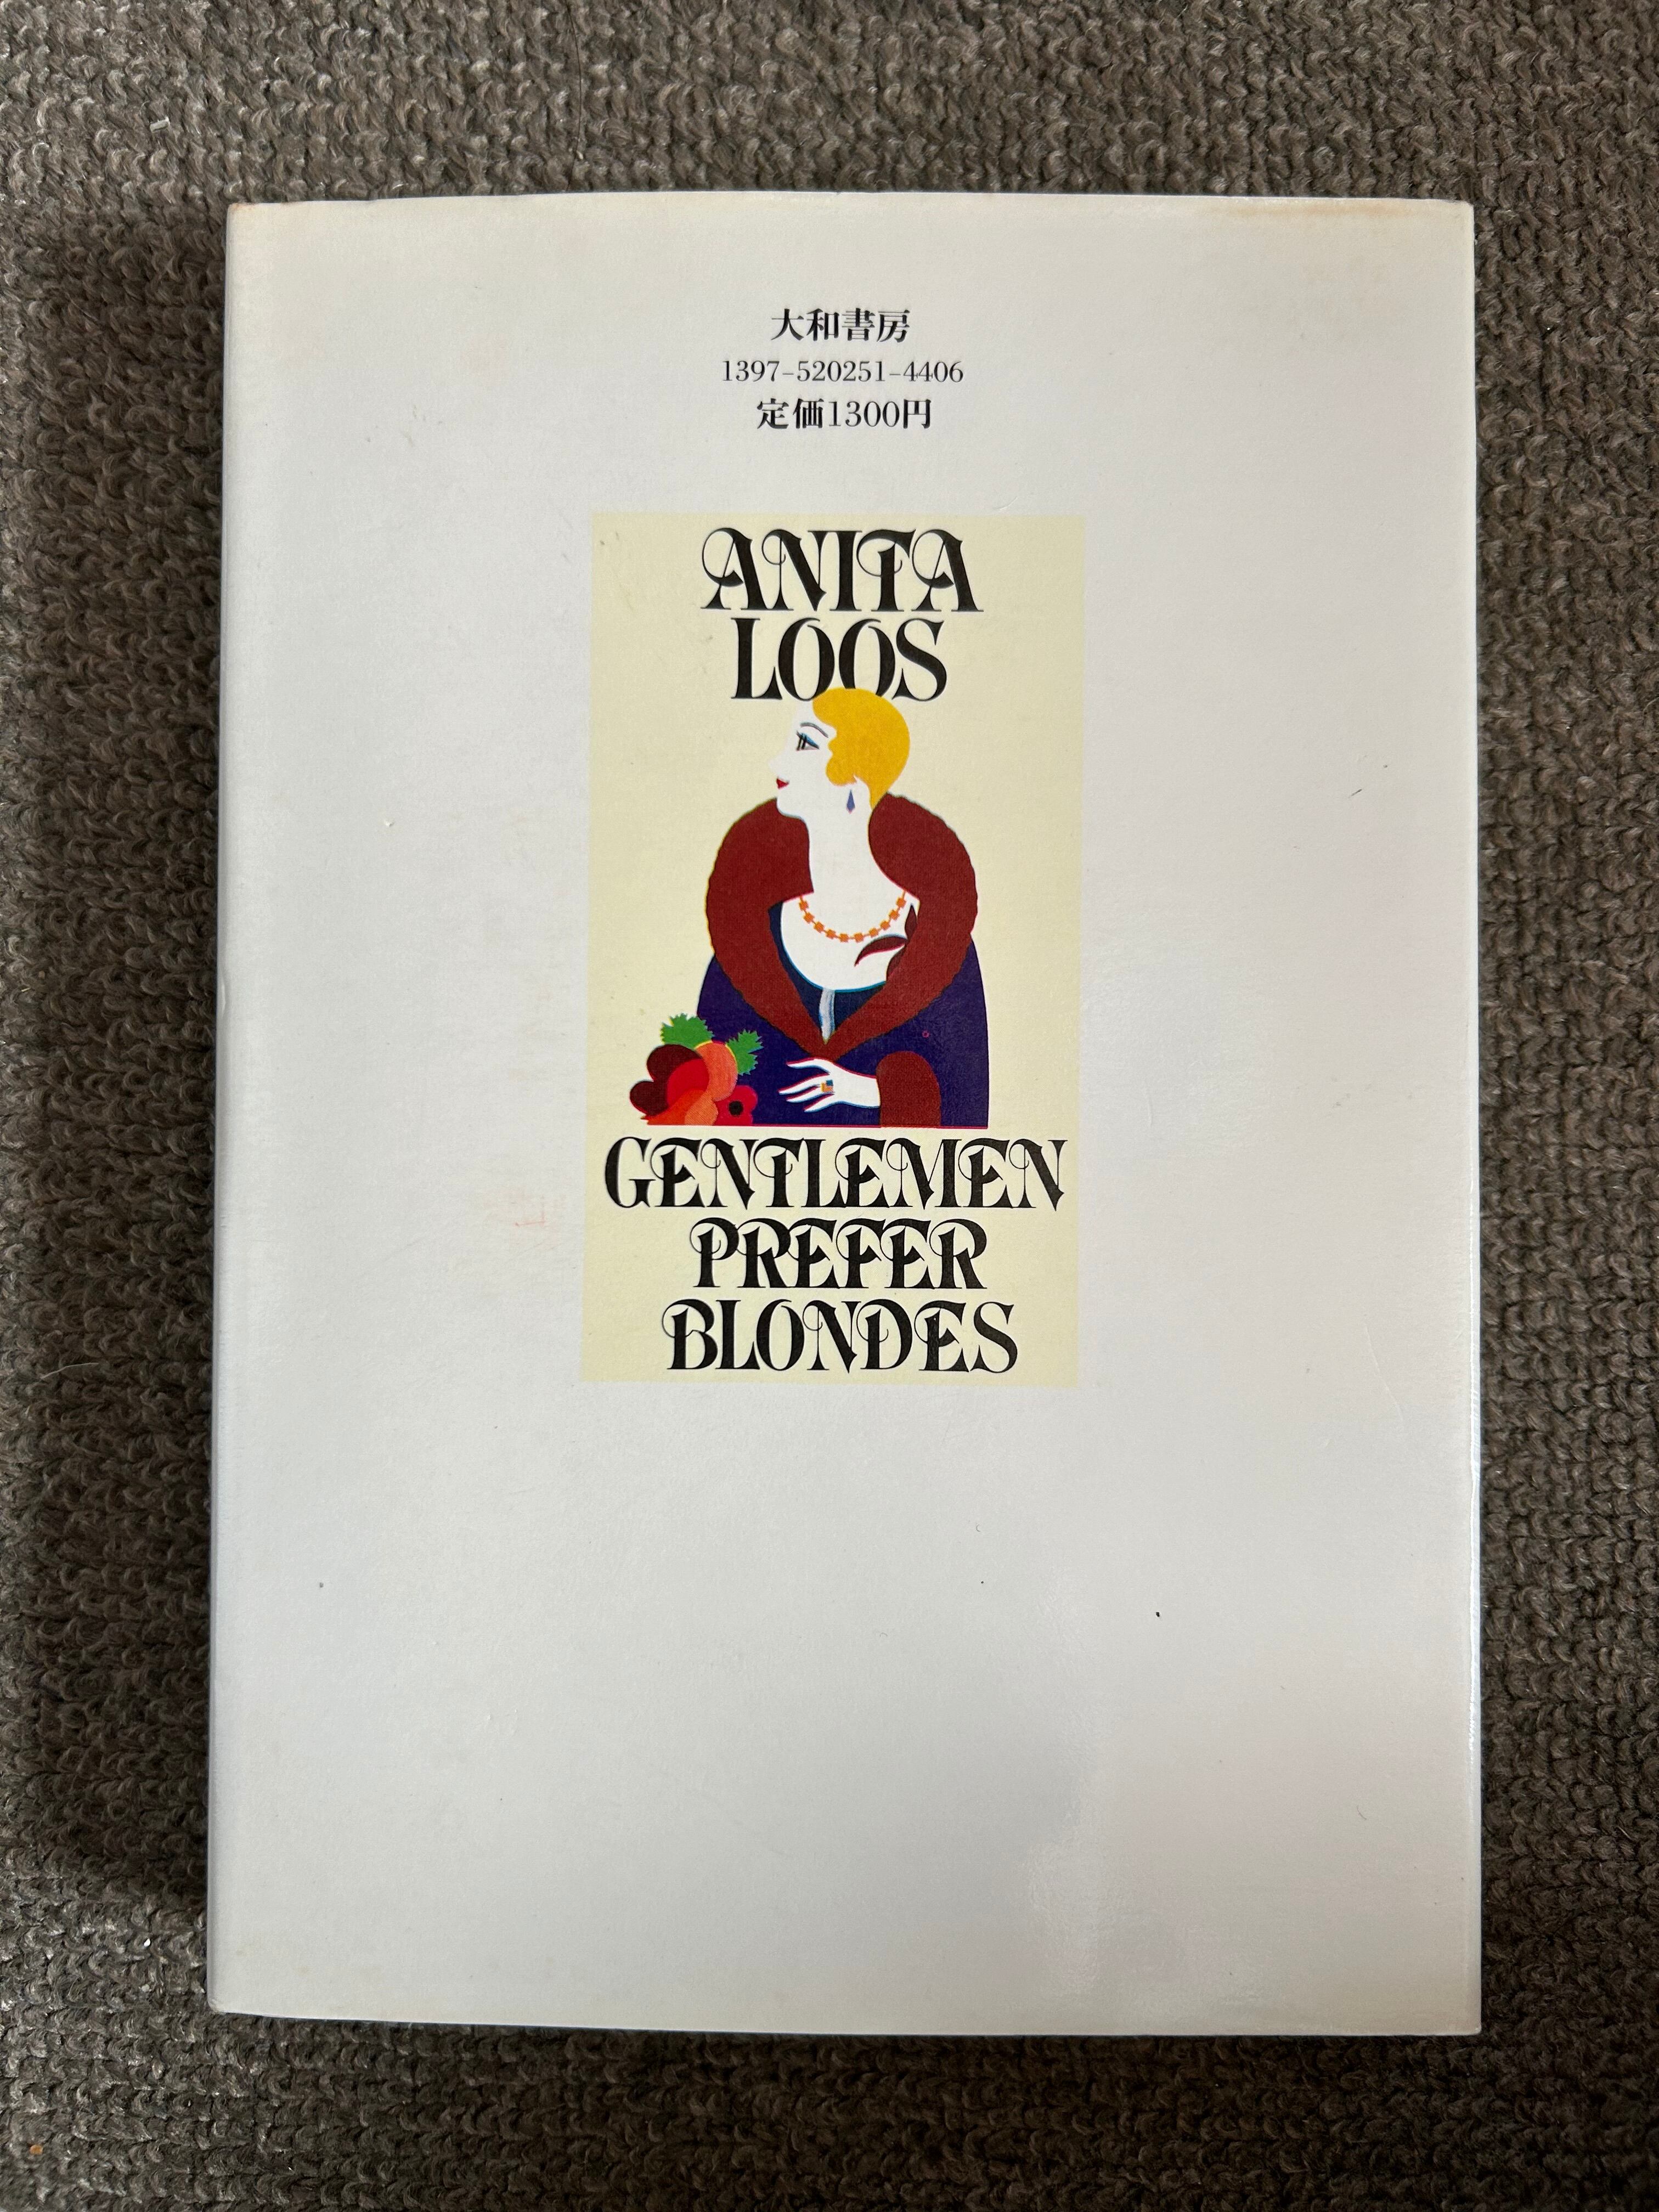 大和書房
1397-520251-4406
定価1300円
ANITA
LOOS
GENTLEMEN
PREFER
BLONDES